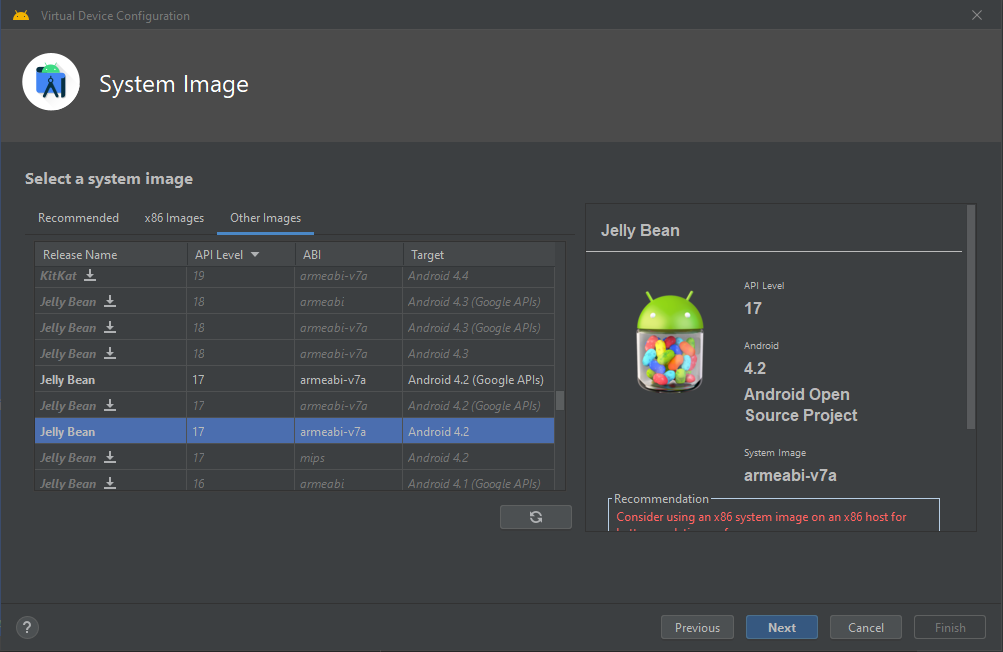 Virtual Device Configuration
System Image
Select a system image
Recommended x86 Images Other Images
Release Name API Level ABI Target
KitKat 19 armeabi-v7a Android 4.4
Jelly Bean 18 armeabi Android 4.3 (Google APIs)
Jelly Bean 18 armeabi-v7a Android 4.3 (Google APIs)
Jelly Bean 18 armeabi-v7a Android 4.3
Jelly Bean 17 armeabi-v7a Android 4.2 (Google APIs)
Jelly Bean 17 armeabi-v7a Android 4.2 (Google APIs)
Jelly Bean 17 armeabi-v7a Android 4.2
Jelly Bean 17 mips Android 4.2
Jelly Bean 16 armeabi Android 4.1 (Google APIs)
Jelly Bean
API Level
17
Android
4.2
Android Open
Source Project
System Image
armeabi-v7a
Recommendation
Consider using an x86 system image on an x86 host for
? Previous Next Cancel Finish